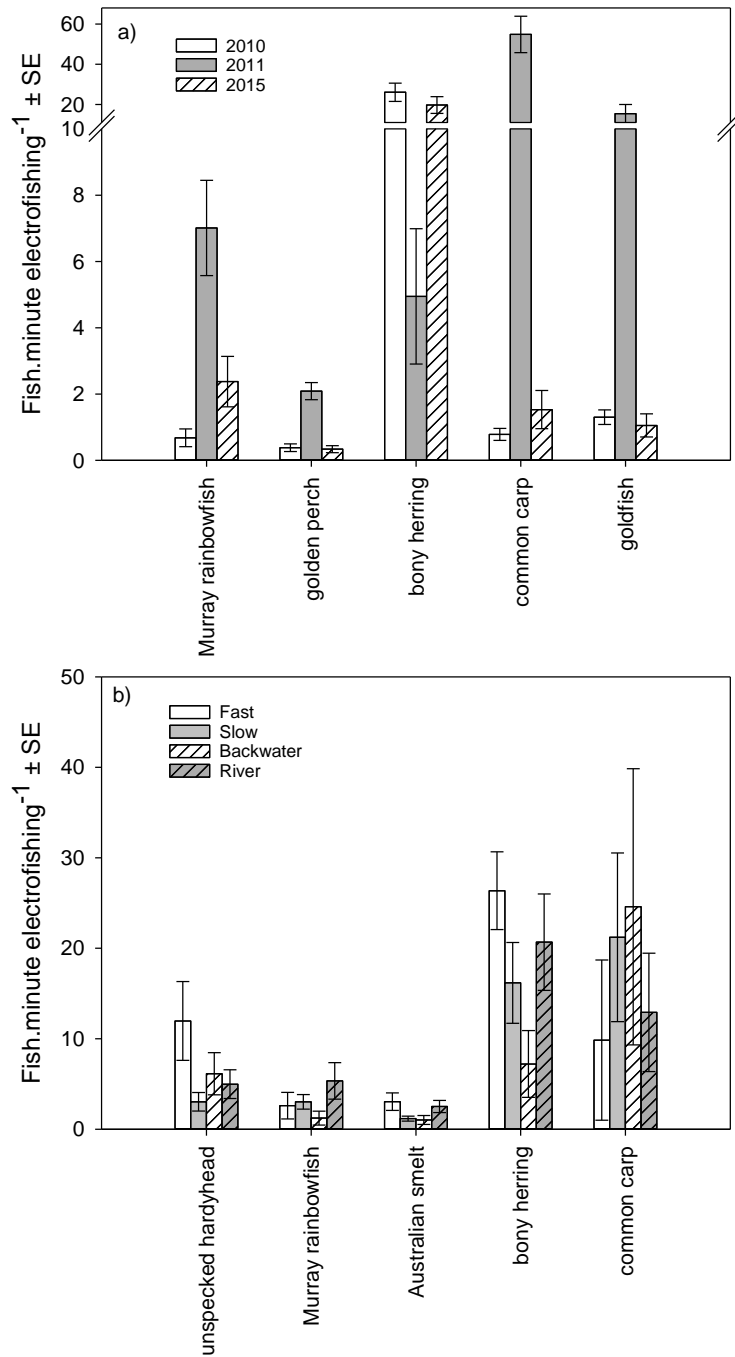 a)
2010
2011
2015
60
40
20
10
8
6
4
2
0
Fish.minute electrofishing⁻¹ ± SE
Murray rainbowfish
golden perch
bony herring
common carp
goldfish
b)
Fast
Slow
Backwater
River
50
40
30
20
10
0
Fish.minute electrofishing⁻¹ ± SE
unspecked hardyhead
Murray rainbowfish
Australian smelt
bony herring
common carp